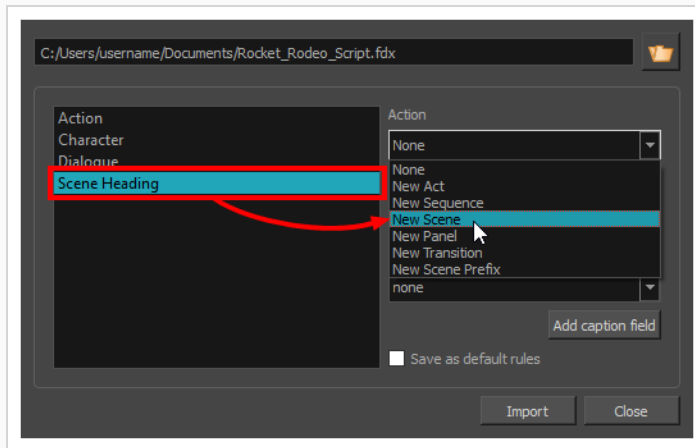 C:/Users/username/Documents/Rocket_Rodeo_Script.fdx
Action
Character
Dialogue
Scene Heading
Action
None
None
New Act
New Sequence
New Scene
New Panel
New Transition
New Scene Prefix
none
Add caption field
Save as default rules
Import
Close